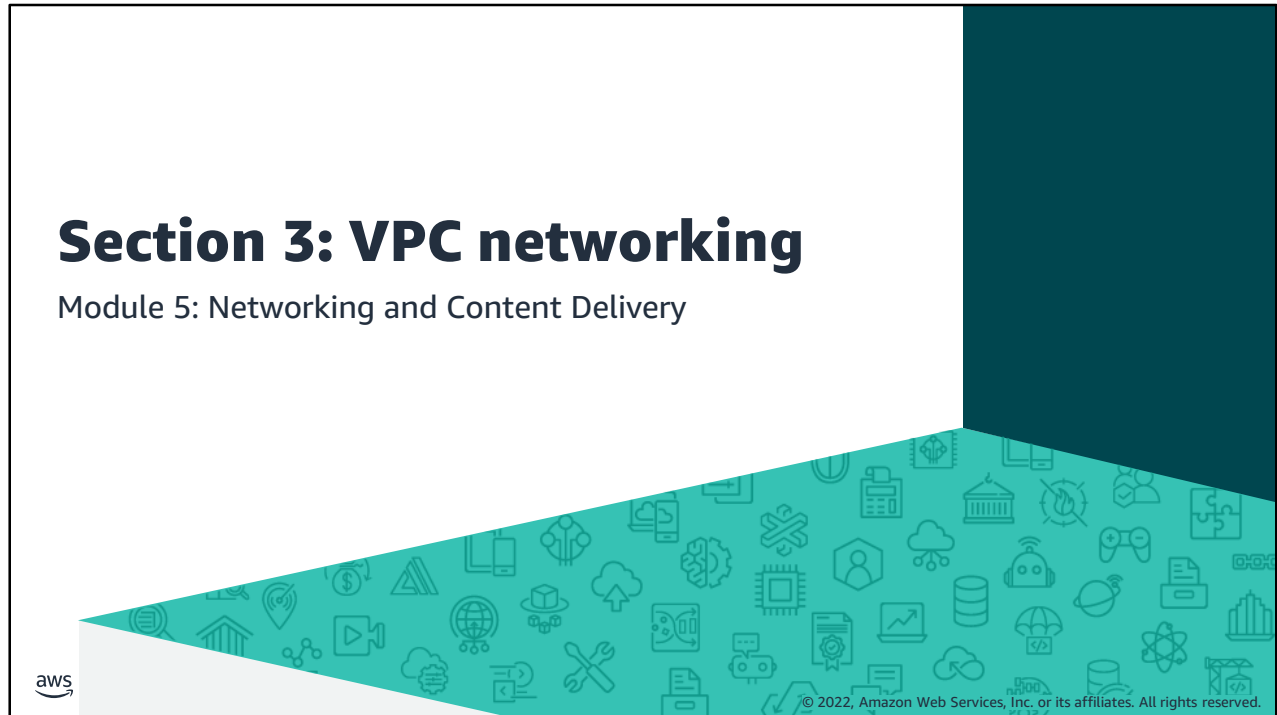 Section 3: VPC networking
Module 5: Networking and Content Delivery
aws
© 2022, Amazon Web Services, Inc. or its affiliates. All rights reserved.